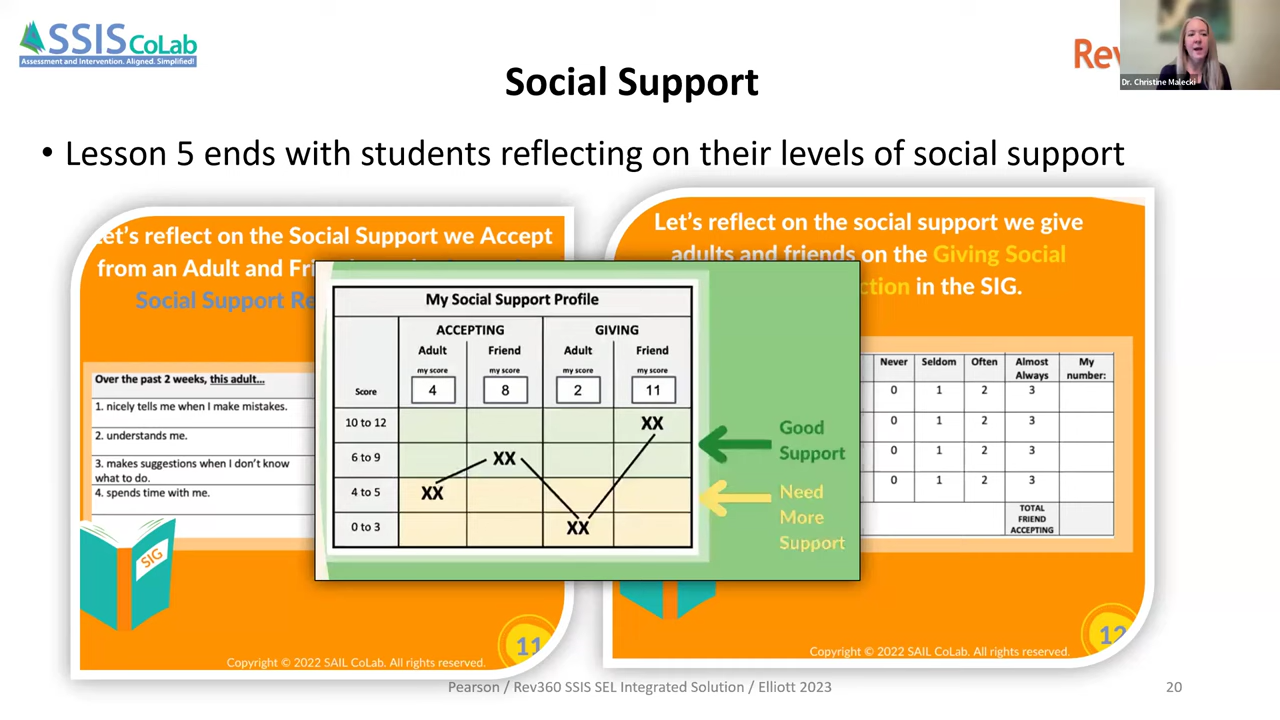 SSIS CoLab
Assessment and Intervention. Aligned. Simplified!
Rev
Dr. Christine Malecki
Social Support
• Lesson 5 ends with students reflecting on their levels of social support
Let's reflect on the Social Support we Accept
from an Adult and Fri
Social Support Re
Over the past 2 weeks, this adult...
1. nicely tells me when I make mistakes.
2. understands me.
3. makes suggestions when I don't know
what to do.
4. spends time with me.
SIG
11
Copyright © 2022 SAIL CoLab. All rights reserved.
My Social Support Profile
ACCEPTING GIVING
Adult Friend Adult Friend
my score my score my score my score
Score 4 8 2 11
10 to 12 XX
6 to 9 XX
4 to 5 XX
0 to 3 XX
Good
Support
Need
More
Support
Let's reflect on the social support we give
adults and friends on the Giving Social
ction in the SIG.
Never Seldom Often Almost Always My number:
0 1 2 3
0 1 2 3
0 1 2 3
0 1 2 3
TOTAL
FRIEND
ACCEPTING
12
Copyright © 2022 SAIL CoLab. All rights reserved.
Pearson / Rev360 SSIS SEL Integrated Solution / Elliott 2023
20